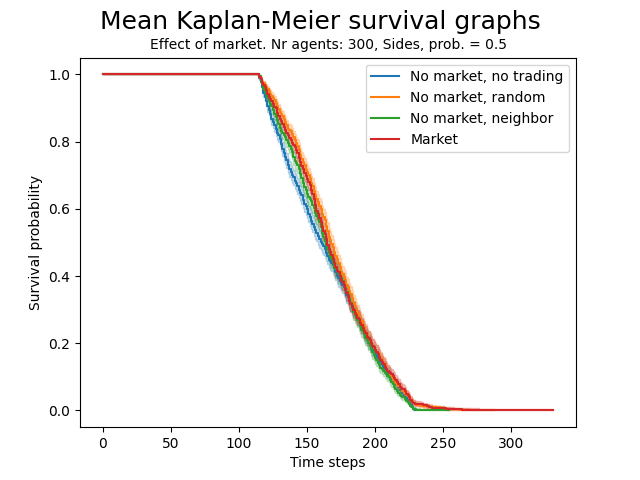 Mean Kaplan-Meier survival graphs
Effect of market. Nr agents: 300, Sides, prob. = 0.5
No market, no trading
No market, random
No market, neighbor
Market
Survival probability
1.0
0.8
0.6
0.4
0.2
0.0
0 50 100 150 200 250 300
Time steps